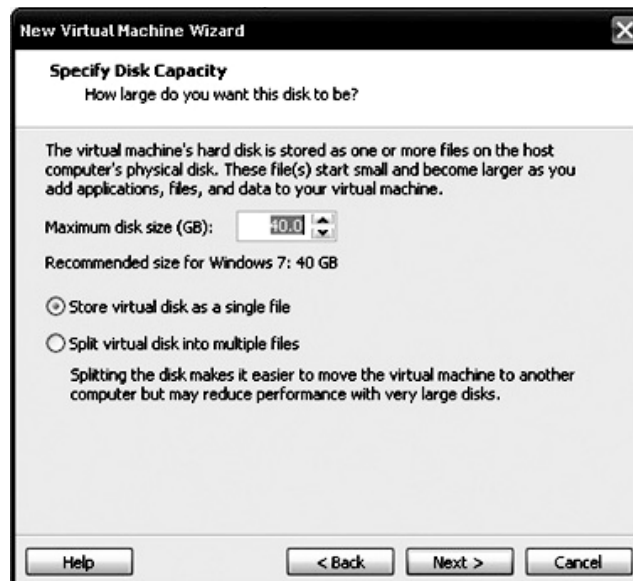 New Virtual Machine Wizard
Specify Disk Capacity
How large do you want this disk to be?
The virtual machine's hard disk is stored as one or more files on the host
computer's physical disk. These file(s) start small and become larger as you
add applications, files, and data to your virtual machine.
Maximum disk size (GB): 40.0
Recommended size for Windows 7: 40 GB
Store virtual disk as a single file
Split virtual disk into multiple files
Splitting the disk makes it easier to move the virtual machine to another
computer but may reduce performance with very large disks.
Help < Back Next > Cancel